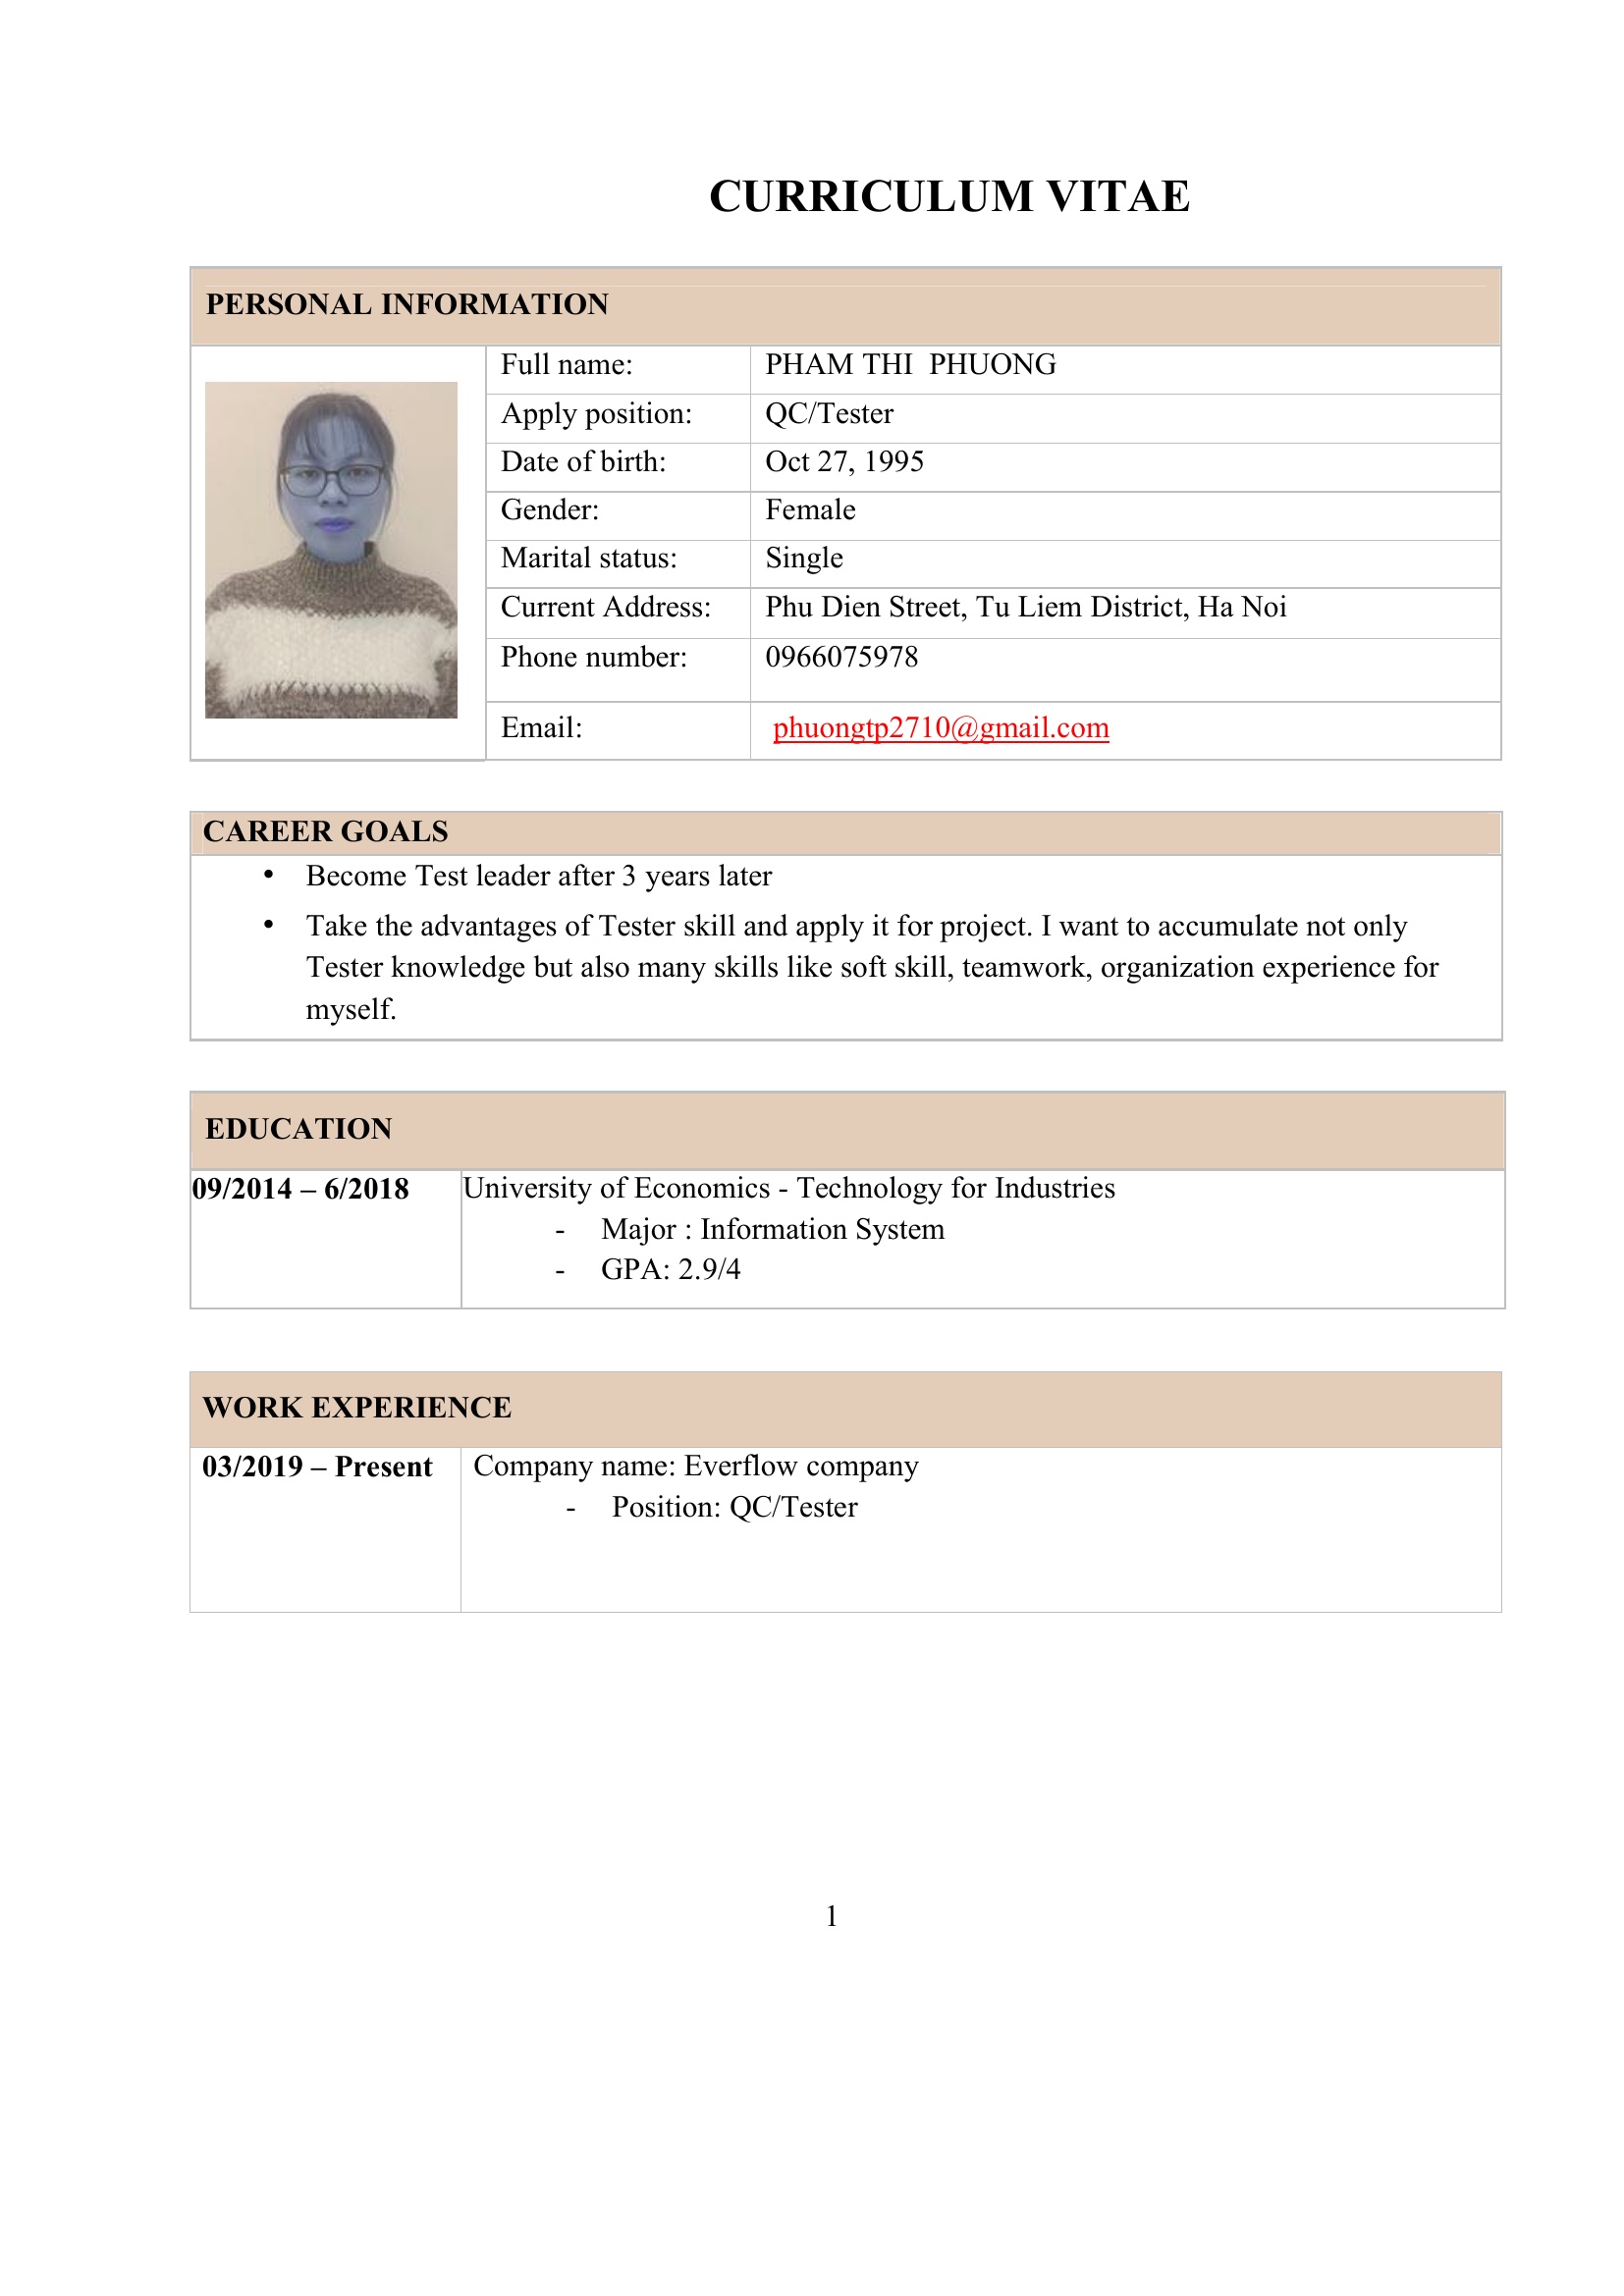 CURRICULUM VITAE
PERSONAL INFORMATION
Full name: PHAM THI  PHUONG
Apply position: QC/Tester
Date of birth: Oct 27, 1995
Gender: Female
Marital status: Single
Current Address: Phu Dien Street, Tu Liem District, Ha Noi
Phone number: 0966075978
Email: phuongtp2710@gmail.com
CAREER GOALS
• Become Test leader after 3 years later
• Take the advantages of Tester skill and apply it for project. I want to accumulate not only
Tester knowledge but also many skills like soft skill, teamwork, organization experience for
myself.
EDUCATION
09/2014 – 6/2018 University of Economics - Technology for Industries
- Major : Information System
- GPA: 2.9/4
WORK EXPERIENCE
03/2019 – Present Company name: Everflow company
- Position: QC/Tester
1